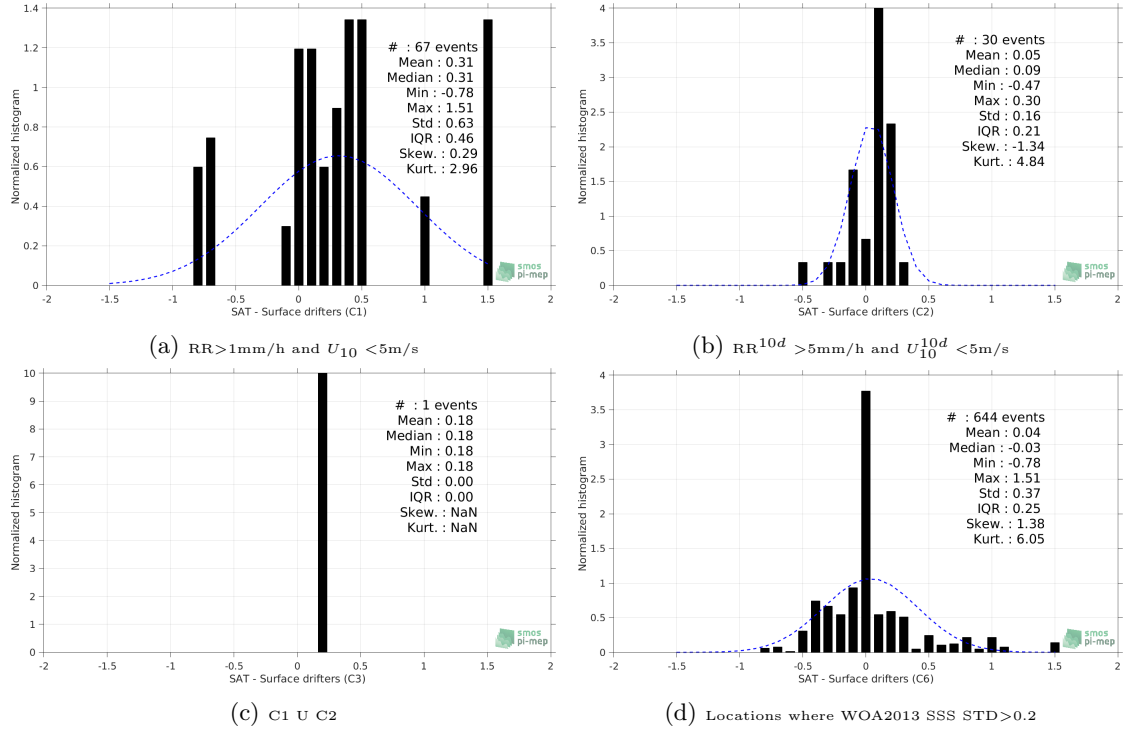 1.4
1.2
1
0.8
0.6
0.4
0.2
0
Normalized histogram
# : 67 events
Mean : 0.31
Median : 0.31
Min : -0.78
Max : 1.51
Std : 0.63
IQR : 0.46
Skew. : 0.29
Kurt. : 2.96
smos
pi-mep
-2 -1.5 -1 -0.5 0 0.5 1 1.5 2
SAT - Surface drifters (C1)
(a) RR>1mm/h and U10 <5m/s
4
3.5
3
2.5
2
1.5
1
0.5
0
Normalized histogram
# : 30 events
Mean : 0.05
Median : 0.09
Min : -0.47
Max : 0.30
Std : 0.16
IQR : 0.21
Skew. : -1.34
Kurt. : 4.84
smos
pi-mep
-2 -1.5 -1 -0.5 0 0.5 1 1.5 2
SAT - Surface drifters (C2)
(b) RR10d >5mm/h and U10d10 <5m/s
10
9
8
7
6
5
4
3
2
1
0
Normalized histogram
# : 1 events
Mean : 0.18
Median : 0.18
Min : 0.18
Max : 0.18
Std : 0.00
IQR : 0.00
Skew. : NaN
Kurt. : NaN
smos
pi-mep
-2 -1.5 -1 -0.5 0 0.5 1 1.5 2
SAT - Surface drifters (C3)
(c) C1 U C2
4
3.5
3
2.5
2
1.5
1
0.5
0
Normalized histogram
# : 644 events
Mean : 0.04
Median : -0.03
Min : -0.78
Max : 1.51
Std : 0.37
IQR : 0.25
Skew. : 1.38
Kurt. : 6.05
smos
pi-mep
-2 -1.5 -1 -0.5 0 0.5 1 1.5 2
SAT - Surface drifters (C6)
(d) Locations where WOA2013 SSS STD>0.2